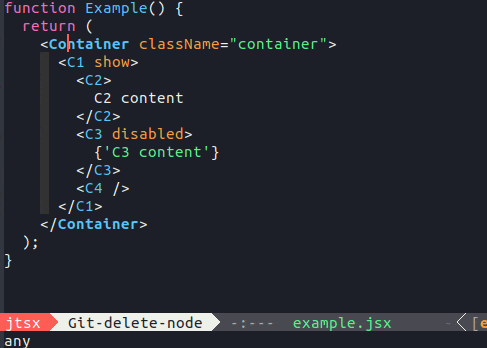 function Example() {
  return (
    <Container className="container">
      <C1 show>
        <C2>
          C2 content
        </C2>
        <C3 disabled>
          {'C3 content'}
        </C3>
        <C4 />
      </C1>
    </Container>
  );
}
jtsx Git-delete-node -:--- example.jsx - [e
any